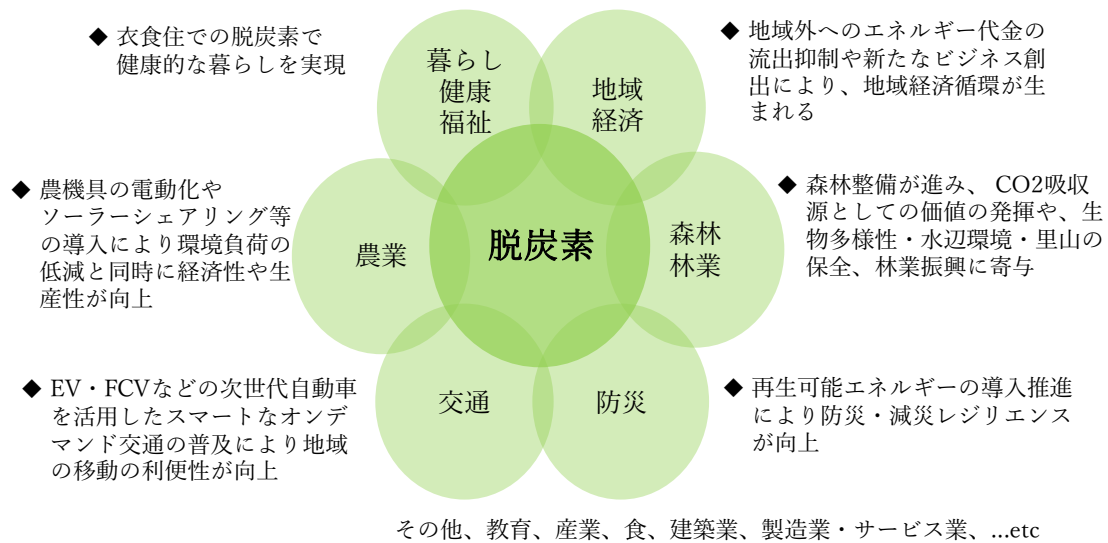 ◆ 衣食住での脱炭素で
健康的な暮らしを実現
暮らし
健康
福祉
地域
経済
◆ 地域外へのエネルギー代金の
流出抑制や新たなビジネス創
出により、地域経済循環が生
まれる
◆ 農機具の電動化や
ソーラーシェアリング等
の導入により環境負荷の
低減と同時に経済性や生
産性が向上
農業
脱炭素
森林
林業
◆ 森林整備が進み、 CO2吸収
源としての価値の発揮や、生
物多様性・水辺環境・里山の
保全、林業振興に寄与
◆ EV・FCVなどの次世代自動車
を活用したスマートなオンデ
マンド交通の普及により地域
の移動の利便性が向上
交通
防災
◆ 再生可能エネルギーの導入推進
により防災・減災レジリエンス
が向上
その他、教育、産業、食、建築業、製造業・サービス業、...etc